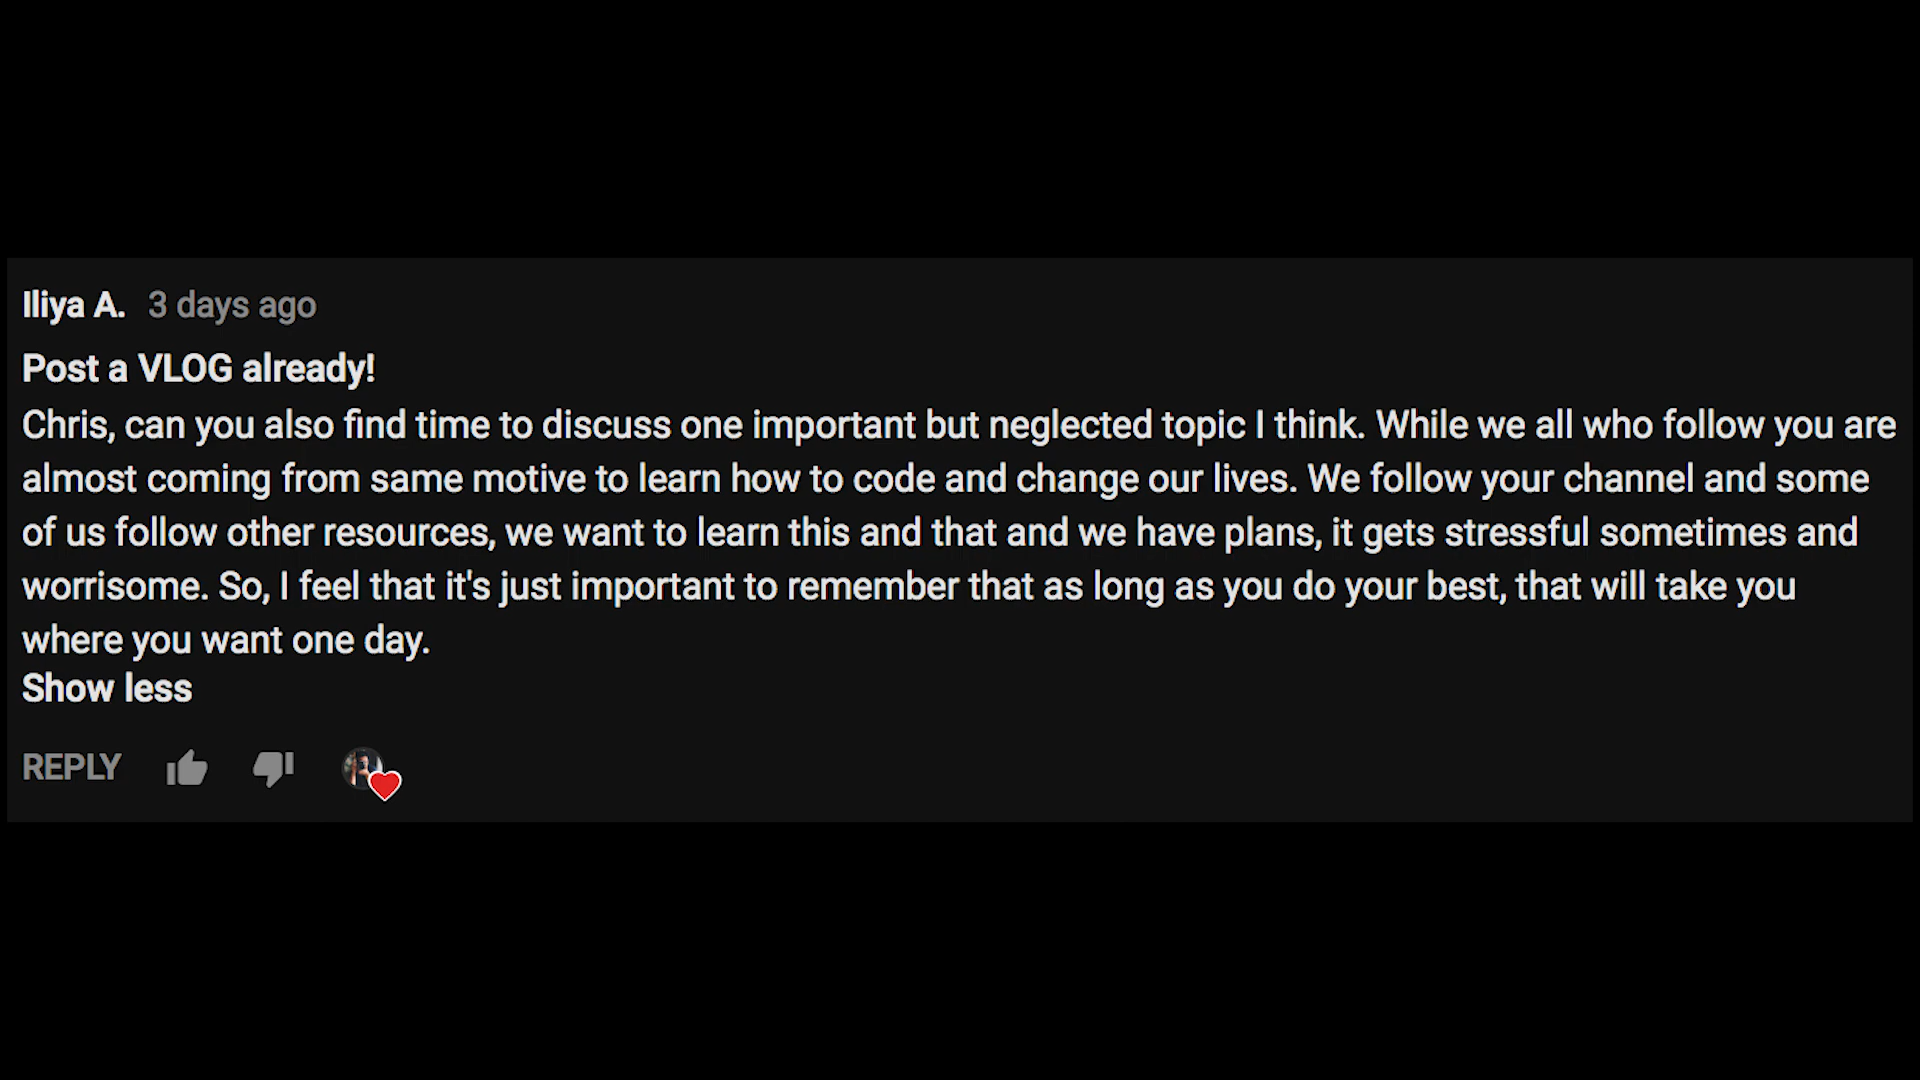 Iliya A. 3 days ago
Post a VLOG already!
Chris, can you also find time to discuss one important but neglected topic I think. While we all who follow you are
almost coming from same motive to learn how to code and change our lives. We follow your channel and some
of us follow other resources, we want to learn this and that and we have plans, it gets stressful sometimes and
worrisome. So, I feel that it's just important to remember that as long as you do your best, that will take you
where you want one day.
Show less
REPLY